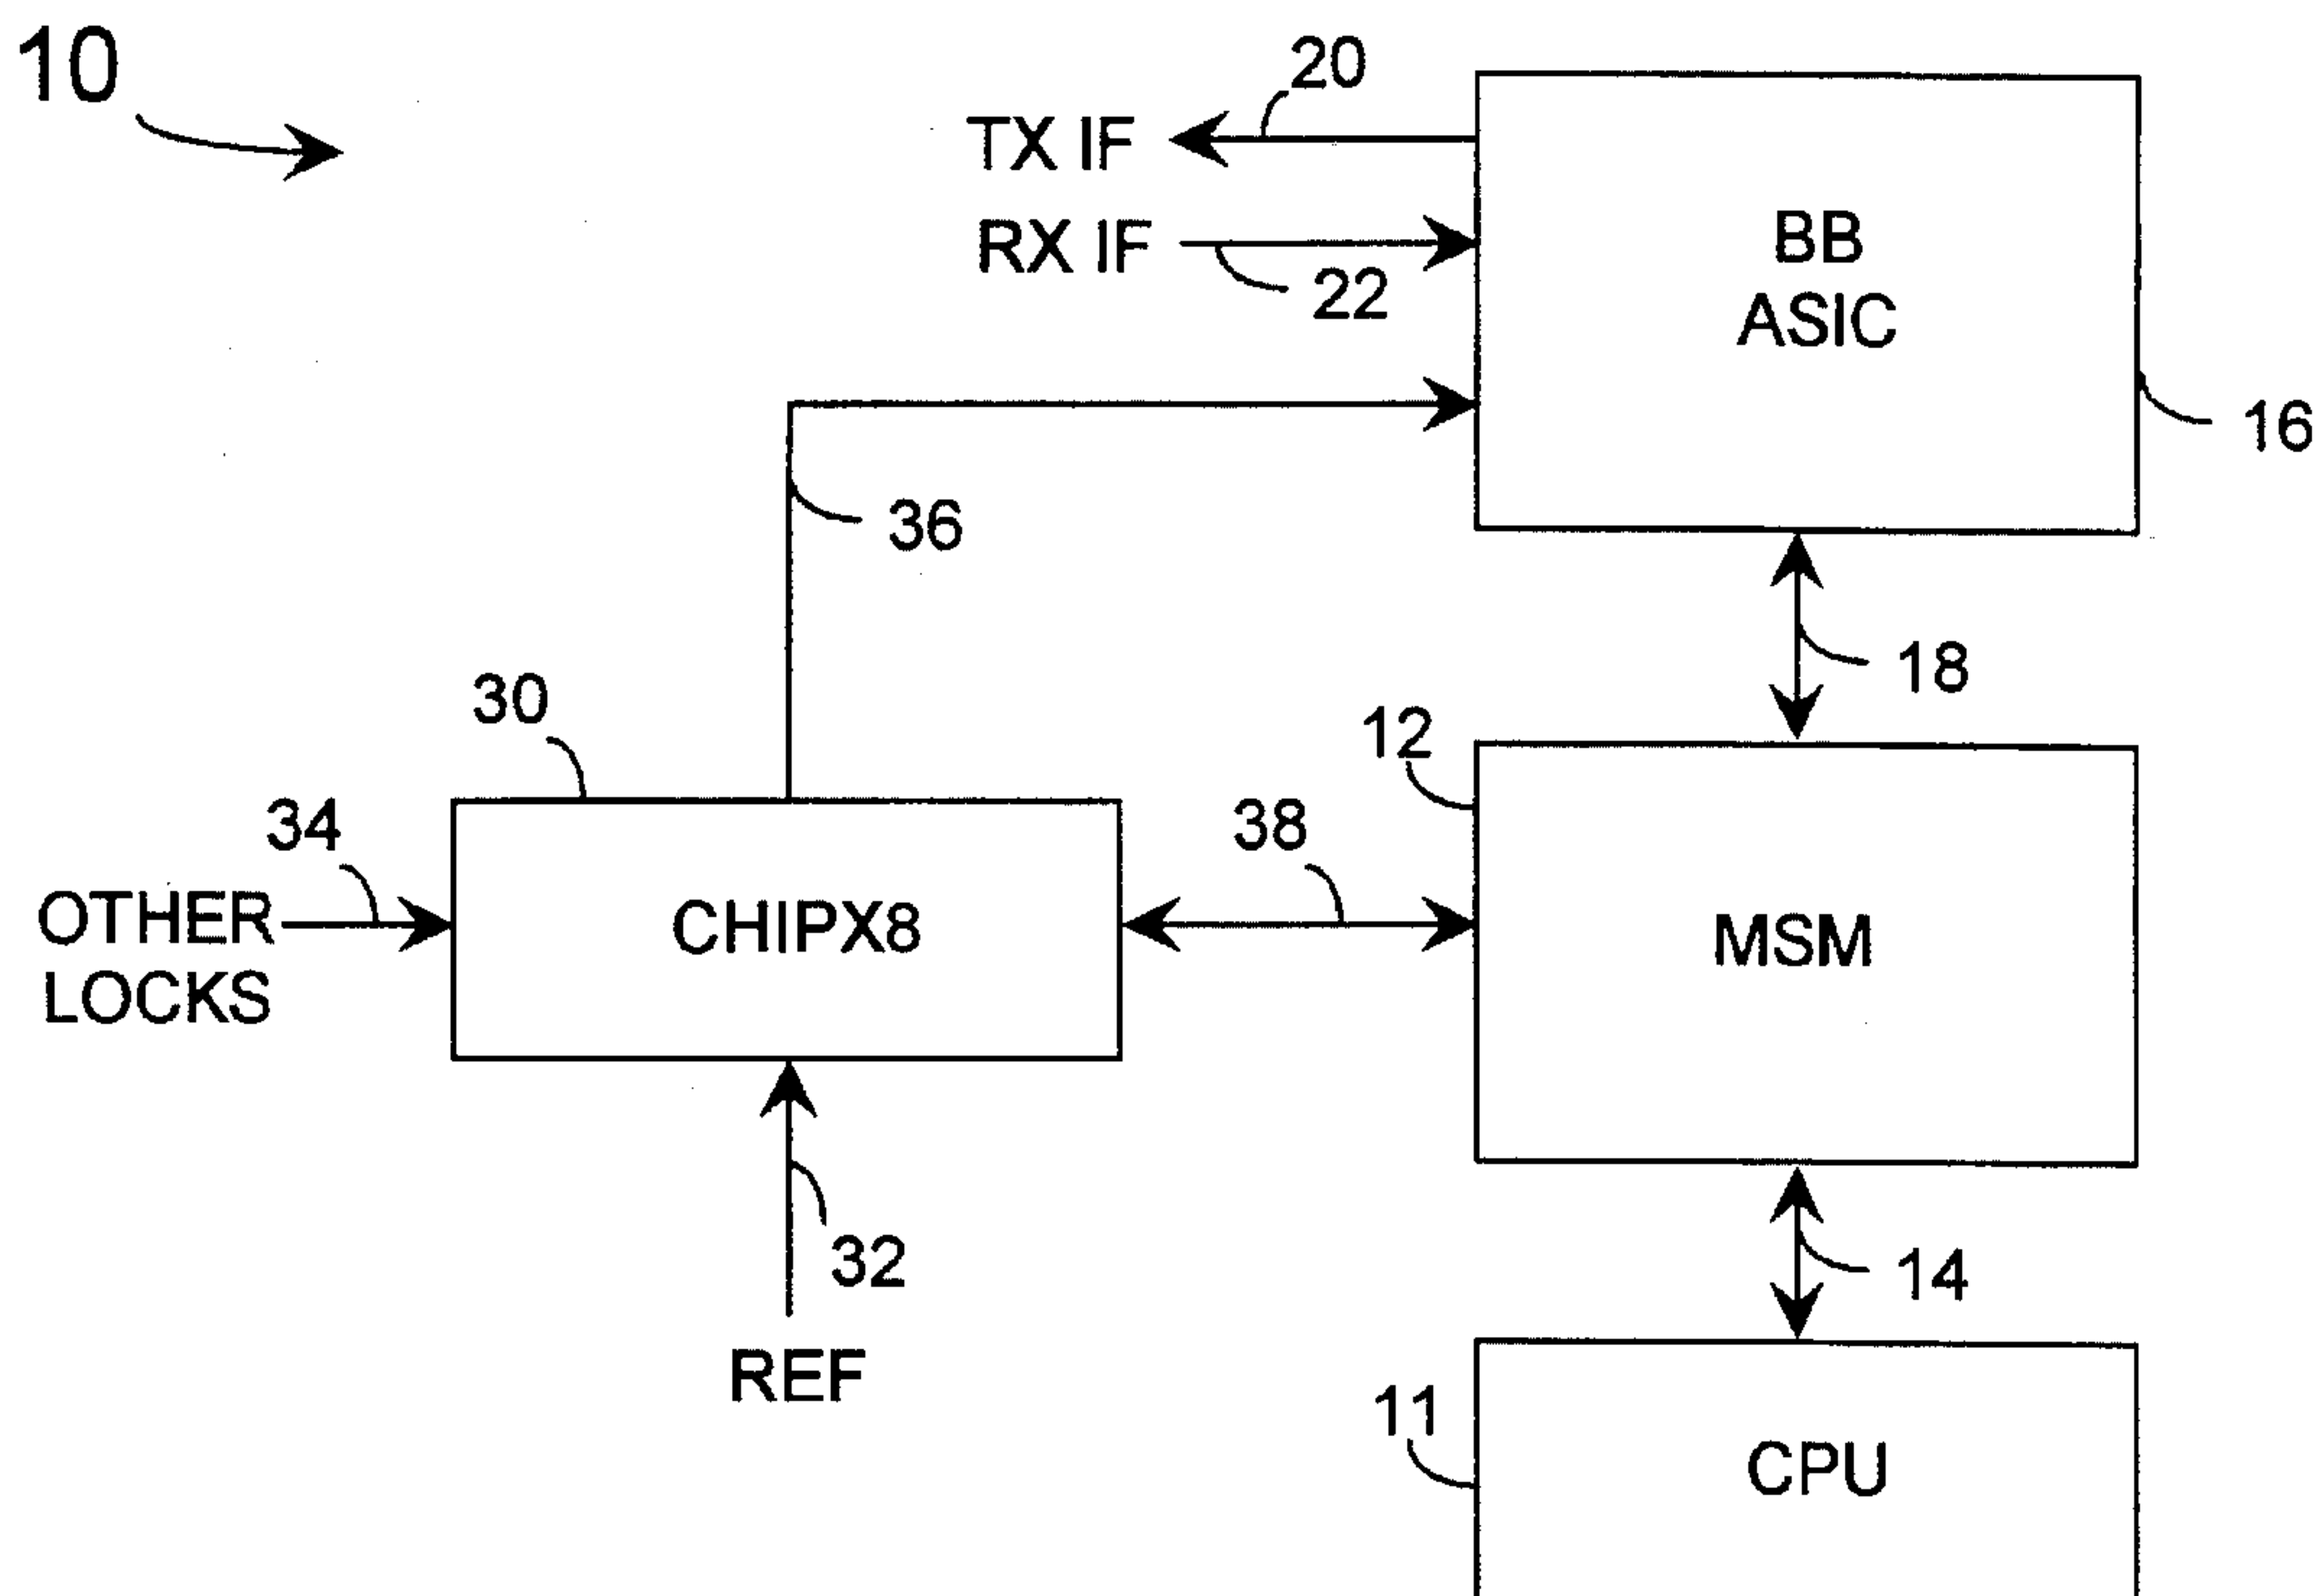 10
20
TX IF
RX IF
22
BB
ASIC
16
36
18
30
12
34
38
OTHER
LOCKS
CHIPX8
MSM
32
14
REF
11
CPU